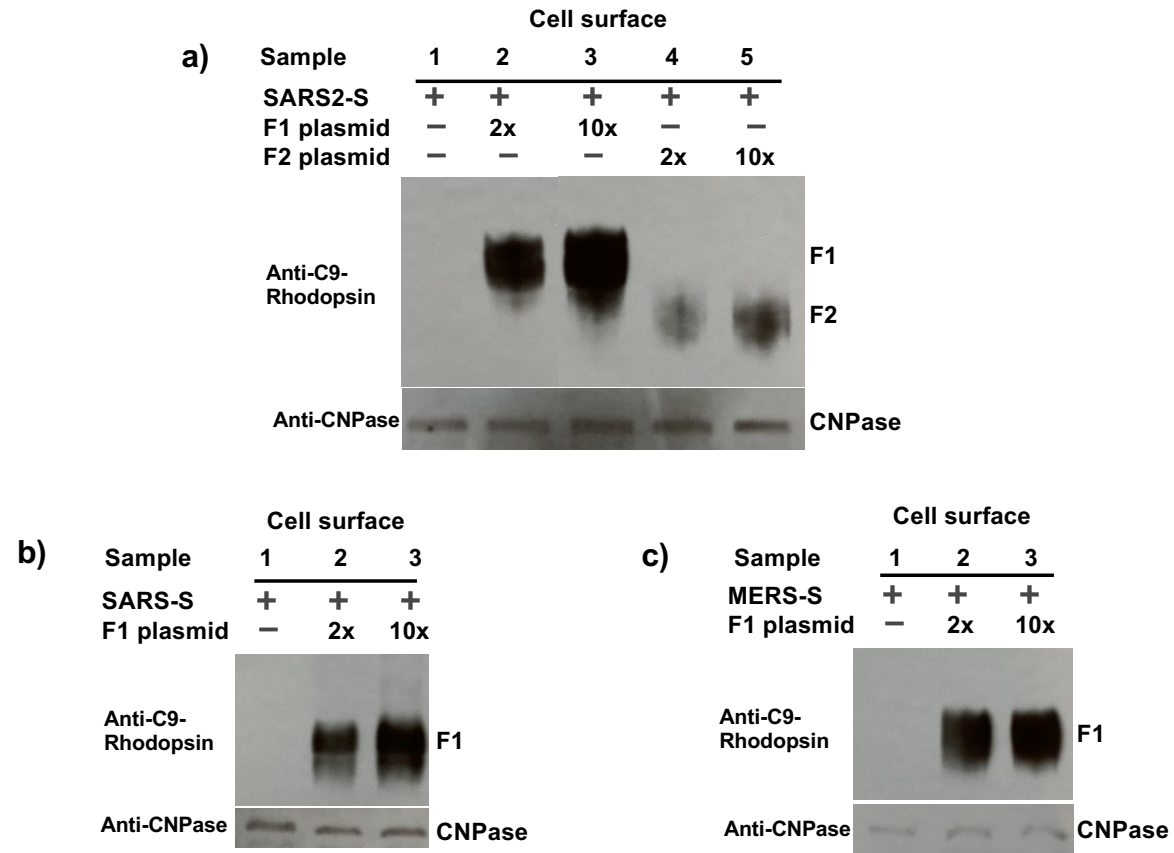 Cell surface
a) Sample 1 2 3 4 5
SARS2-S + + + + +
F1 plasmid − 2x 10x − −
F2 plasmid − − − 2x 10x
Anti-C9-
Rhodopsin
F1
F2
Anti-CNPase CNPase
Cell surface
b) Sample 1 2 3
SARS-S + + +
F1 plasmid − 2x 10x
Anti-C9-
Rhodopsin
F1
Anti-CNPase CNPase
Cell surface
c) Sample 1 2 3
MERS-S + + +
F1 plasmid − 2x 10x
Anti-C9-
Rhodopsin
F1
Anti-CNPase CNPase